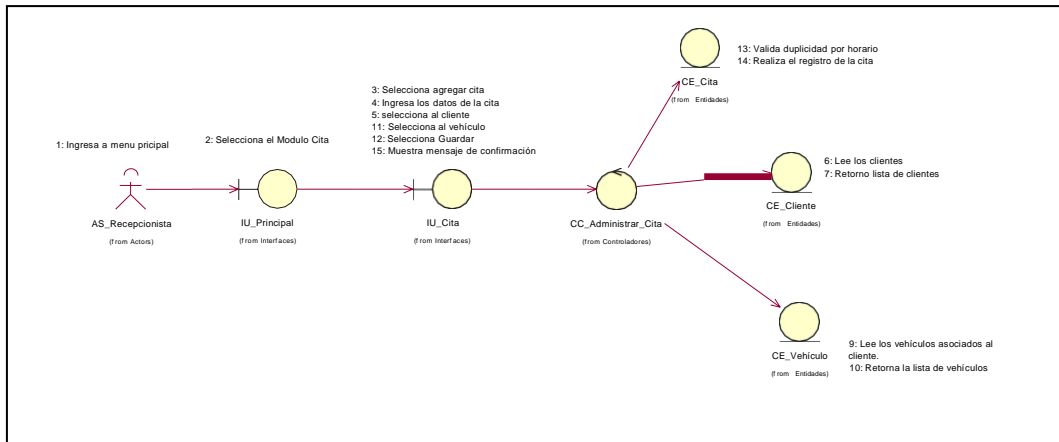 13: Valida duplicidad por horario
14: Realiza el registro de la cita
CE_Cita
(from Entidades)
3: Selecciona agregar cita
4: Ingresa los datos de la cita
5: selecciona al cliente
11: Selecciona al vehículo
12: Selecciona Guardar
15: Muestra mensaje de confirmación
1: Ingresa a menu pricipal
2: Selecciona el Modulo Cita
6: Lee los clientes
7: Retorno lista de clientes
AS_Recepcionista
(from Actors)
IU_Principal
(from Interfaces)
IU_Cita
(from Interfaces)
CC_Administrar_Cita
(from Controladores)
CE_Cliente
(from Entidades)
9: Lee los vehículos asociados al
cliente.
10: Retorna la lista de vehículos
CE_Vehículo
(from Entidades)